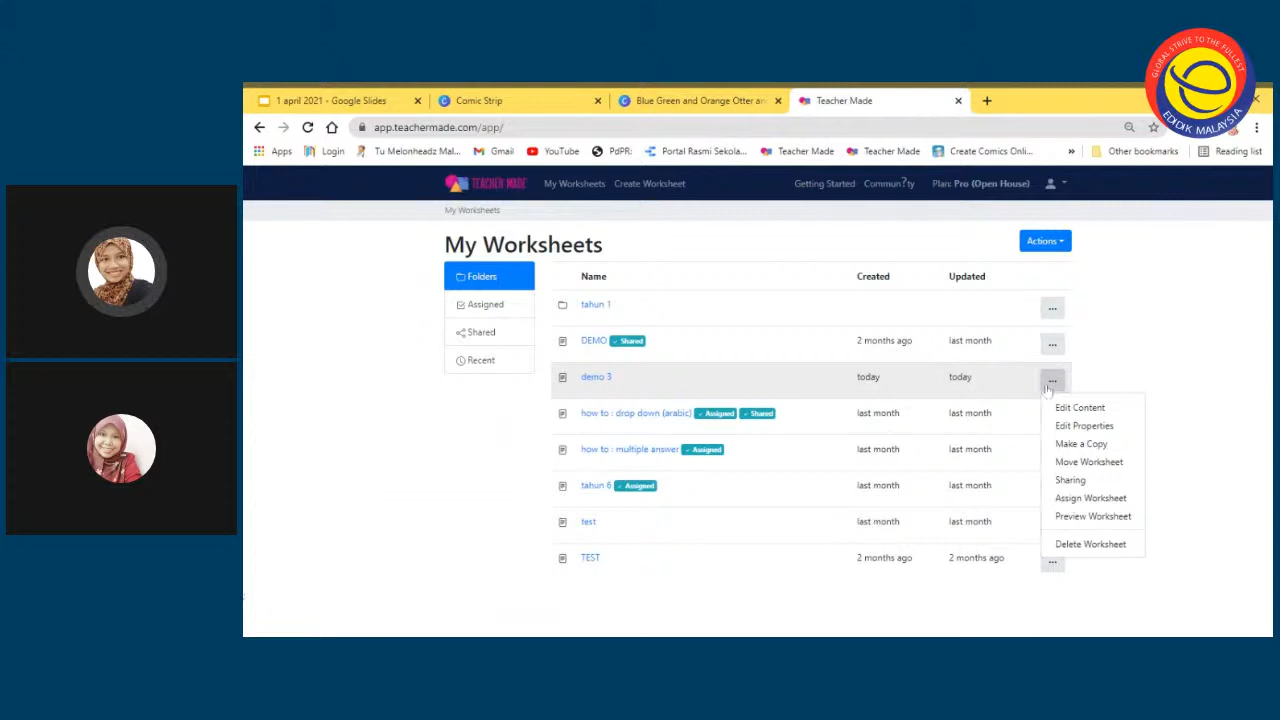 GLOBAL STRIVE TO THE FULLEST
EDIDIK MALAYSIA
1 april 2021 - Google Slides
Comic Strip
Blue Green and Orange Otter an
Teacher Made
app.teachermade.com/app/
Apps
Login
Tu Melonheadz Mal...
Gmail
YouTube
PdPR:
Portal Rasmi Sekola...
Teacher Made
Teacher Made
Create Comics Onli...
»
Other bookmarks
Reading list
TEACHER MADE
My Worksheets
Create Worksheet
Getting Started
Commun?ty
Plan: Pro (Open House)
My Worksheets
My Worksheets
Actions
Folders
Assigned
Shared
Recent
Name Created Updated
tahun 1 ...
DEMO ✓ Shared 2 months ago last month ...
demo 3 today today ...
how to : drop down (arabic) ✓ Assigned ✓ Shared last month last month
how to : multiple answer ✓ Assigned last month last month
tahun 6 ✓ Assigned last month last month
test last month last month
TEST 2 months ago 2 months ago ...
Edit Content
Edit Properties
Make a Copy
Move Worksheet
Sharing
Assign Worksheet
Preview Worksheet
Delete Worksheet